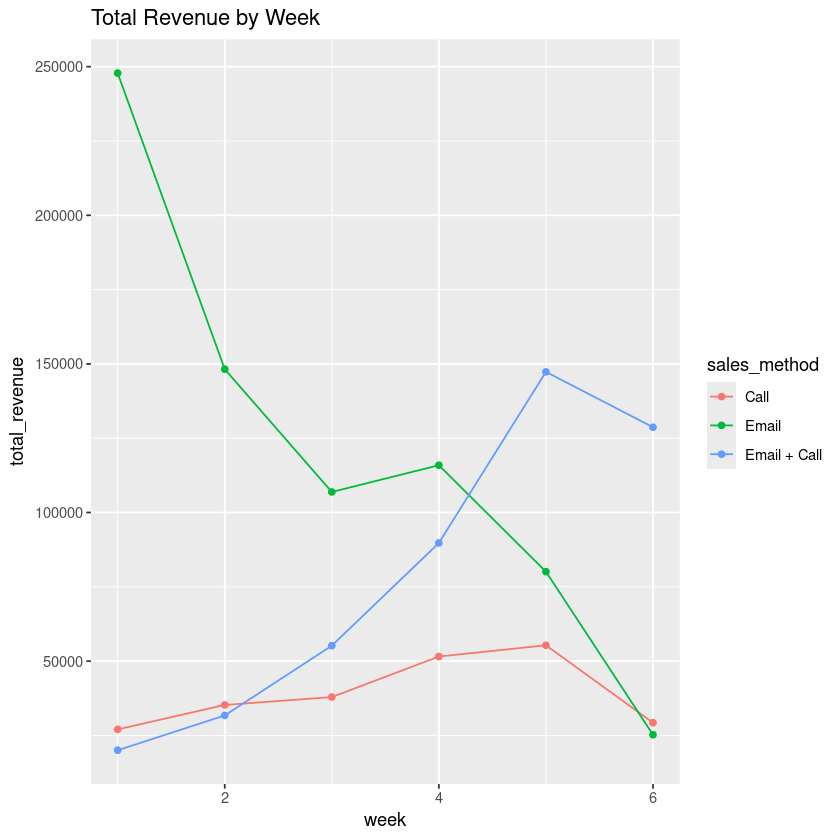 Total Revenue by Week
250000
200000
150000
100000
50000
total_revenue
2
4
6
week
sales_method
Call
Email
Email + Call